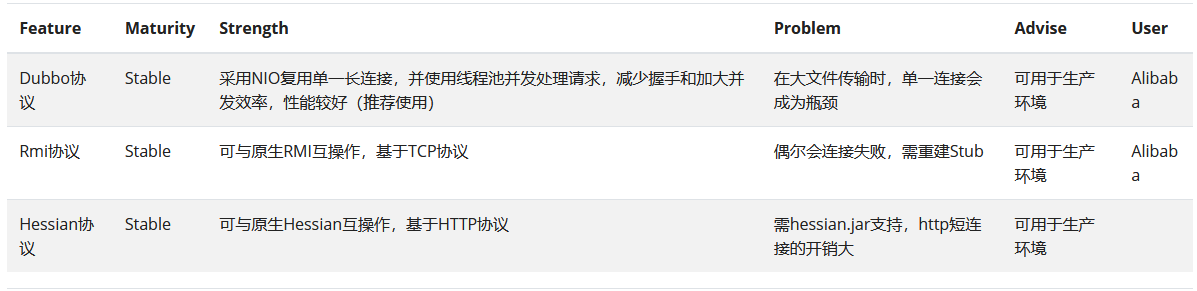 Feature Maturity Strength Problem Advise User
Dubbo协 Stable 采用NIO复用单一长连接，并使用线程池并发处理请求，减少握手和加大并 在大文件传输时，单一连接会 可用于生产 Alibab
议 发效率，性能较好（推荐使用） 成为瓶颈 环境 a
Rmi协议 Stable 可与原生RMI互操作，基于TCP协议 偶尔会连接失败，需重建Stub 可用于生产 Alibab
环境 a
Hessian协 Stable 可与原生Hessian互操作，基于HTTP协议 需hessian.jar支持，http短连 可用于生产
议 接的开销大 环境